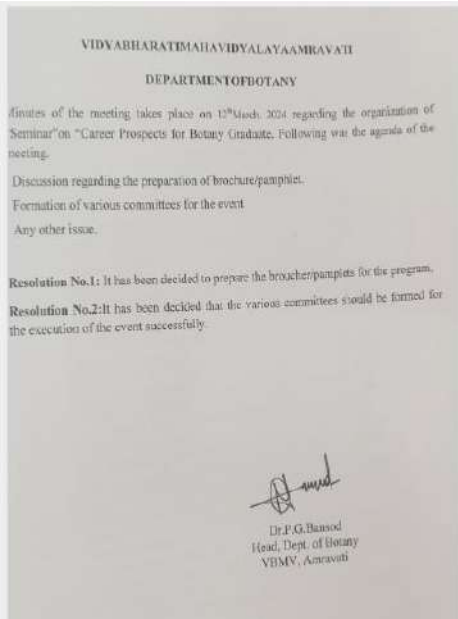 VIDYABHARATIMAHAVIDYALAYAAMRAVATI
DEPARTMENTOFBOTANY
Minutes of the meeting takes place on 12thMarch, 2024 regarding the organization of
Seminar"on "Career Prospects for Botany Graduate. Following was the agenda of the
meeting.
Discussion regarding the preparation of brochure/pamphlet.
Formation of various committees for the event
Any other issue.
Resolution No.1: It has been decided to prepare the broucher/pamplets for the program.
Resolution No.2:It has been decided that the various committees should be formed for
the execution of the event successfully.
Dr.P.G.Bansod
Head, Dept. of Botany
VBMV, Amravati